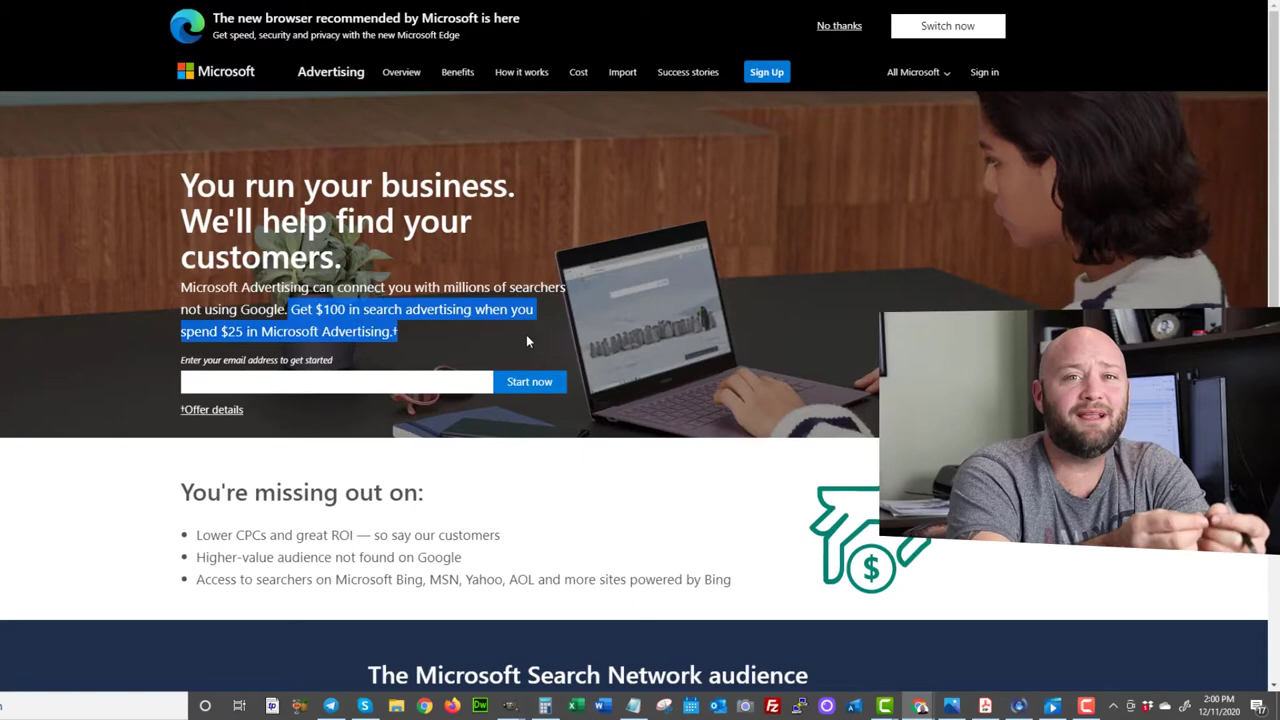 The new browser recommended by Microsoft is here
Get speed, security and privacy with the new Microsoft Edge
No thanks
Switch now
Microsoft
Advertising
Overview
Benefits
How it works
Cost
Import
Success stories
Sign Up
All Microsoft
Sign in
You run your business.
We'll help find your
customers.
Microsoft Advertising can connect you with millions of searchers
not using Google. Get $100 in search advertising when you
spend $25 in Microsoft Advertising.†
Enter your email address to get started
Start now
†Offer details
You're missing out on:
• Lower CPCs and great ROI — so say our customers
• Higher-value audience not found on Google
• Access to searchers on Microsoft Bing, MSN, Yahoo, AOL and more sites powered by Bing
$
The Microsoft Search Network audience
2:00 PM
12/11/2020